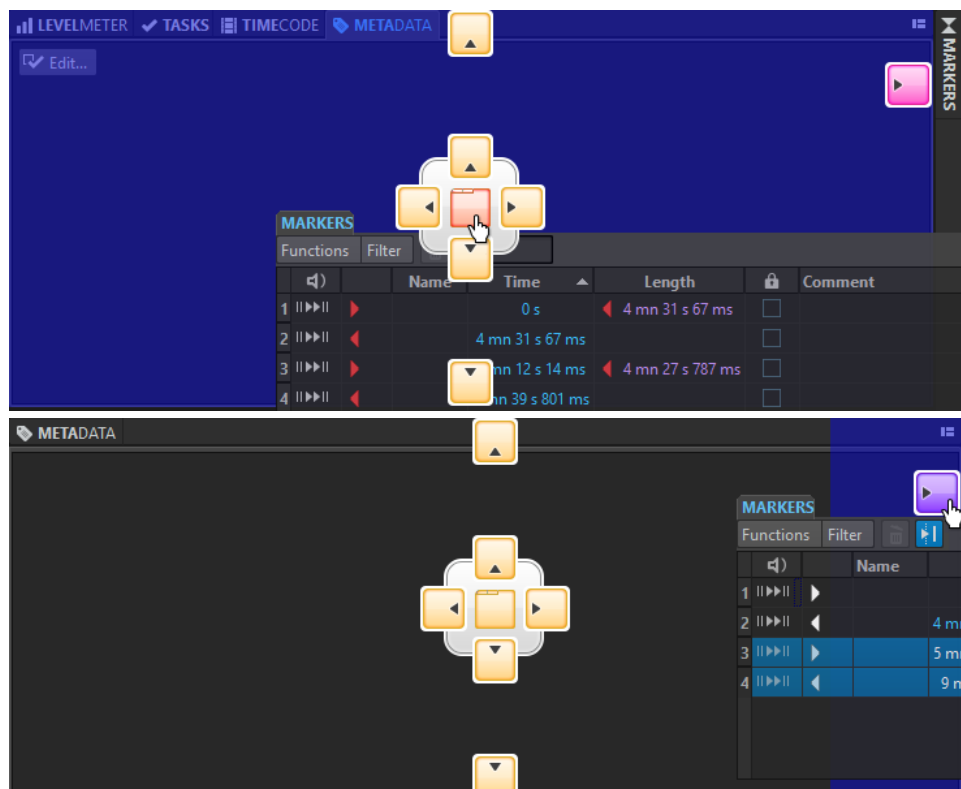 LEVELMETER TASKS TIMECODE METADATA
MARKERS
Edit...
MARKERS
Functions Filter
Name Time Length Comment
1 0 s 4 mn 31 s 67 ms
2 4 mn 31 s 67 ms
3 mn 12 s 14 ms 4 mn 27 s 787 ms
4 n 39 s 801 ms
METADATA
MARKERS
Functions Filter
Name
1
2 4 m
3 5 m
4 9 n